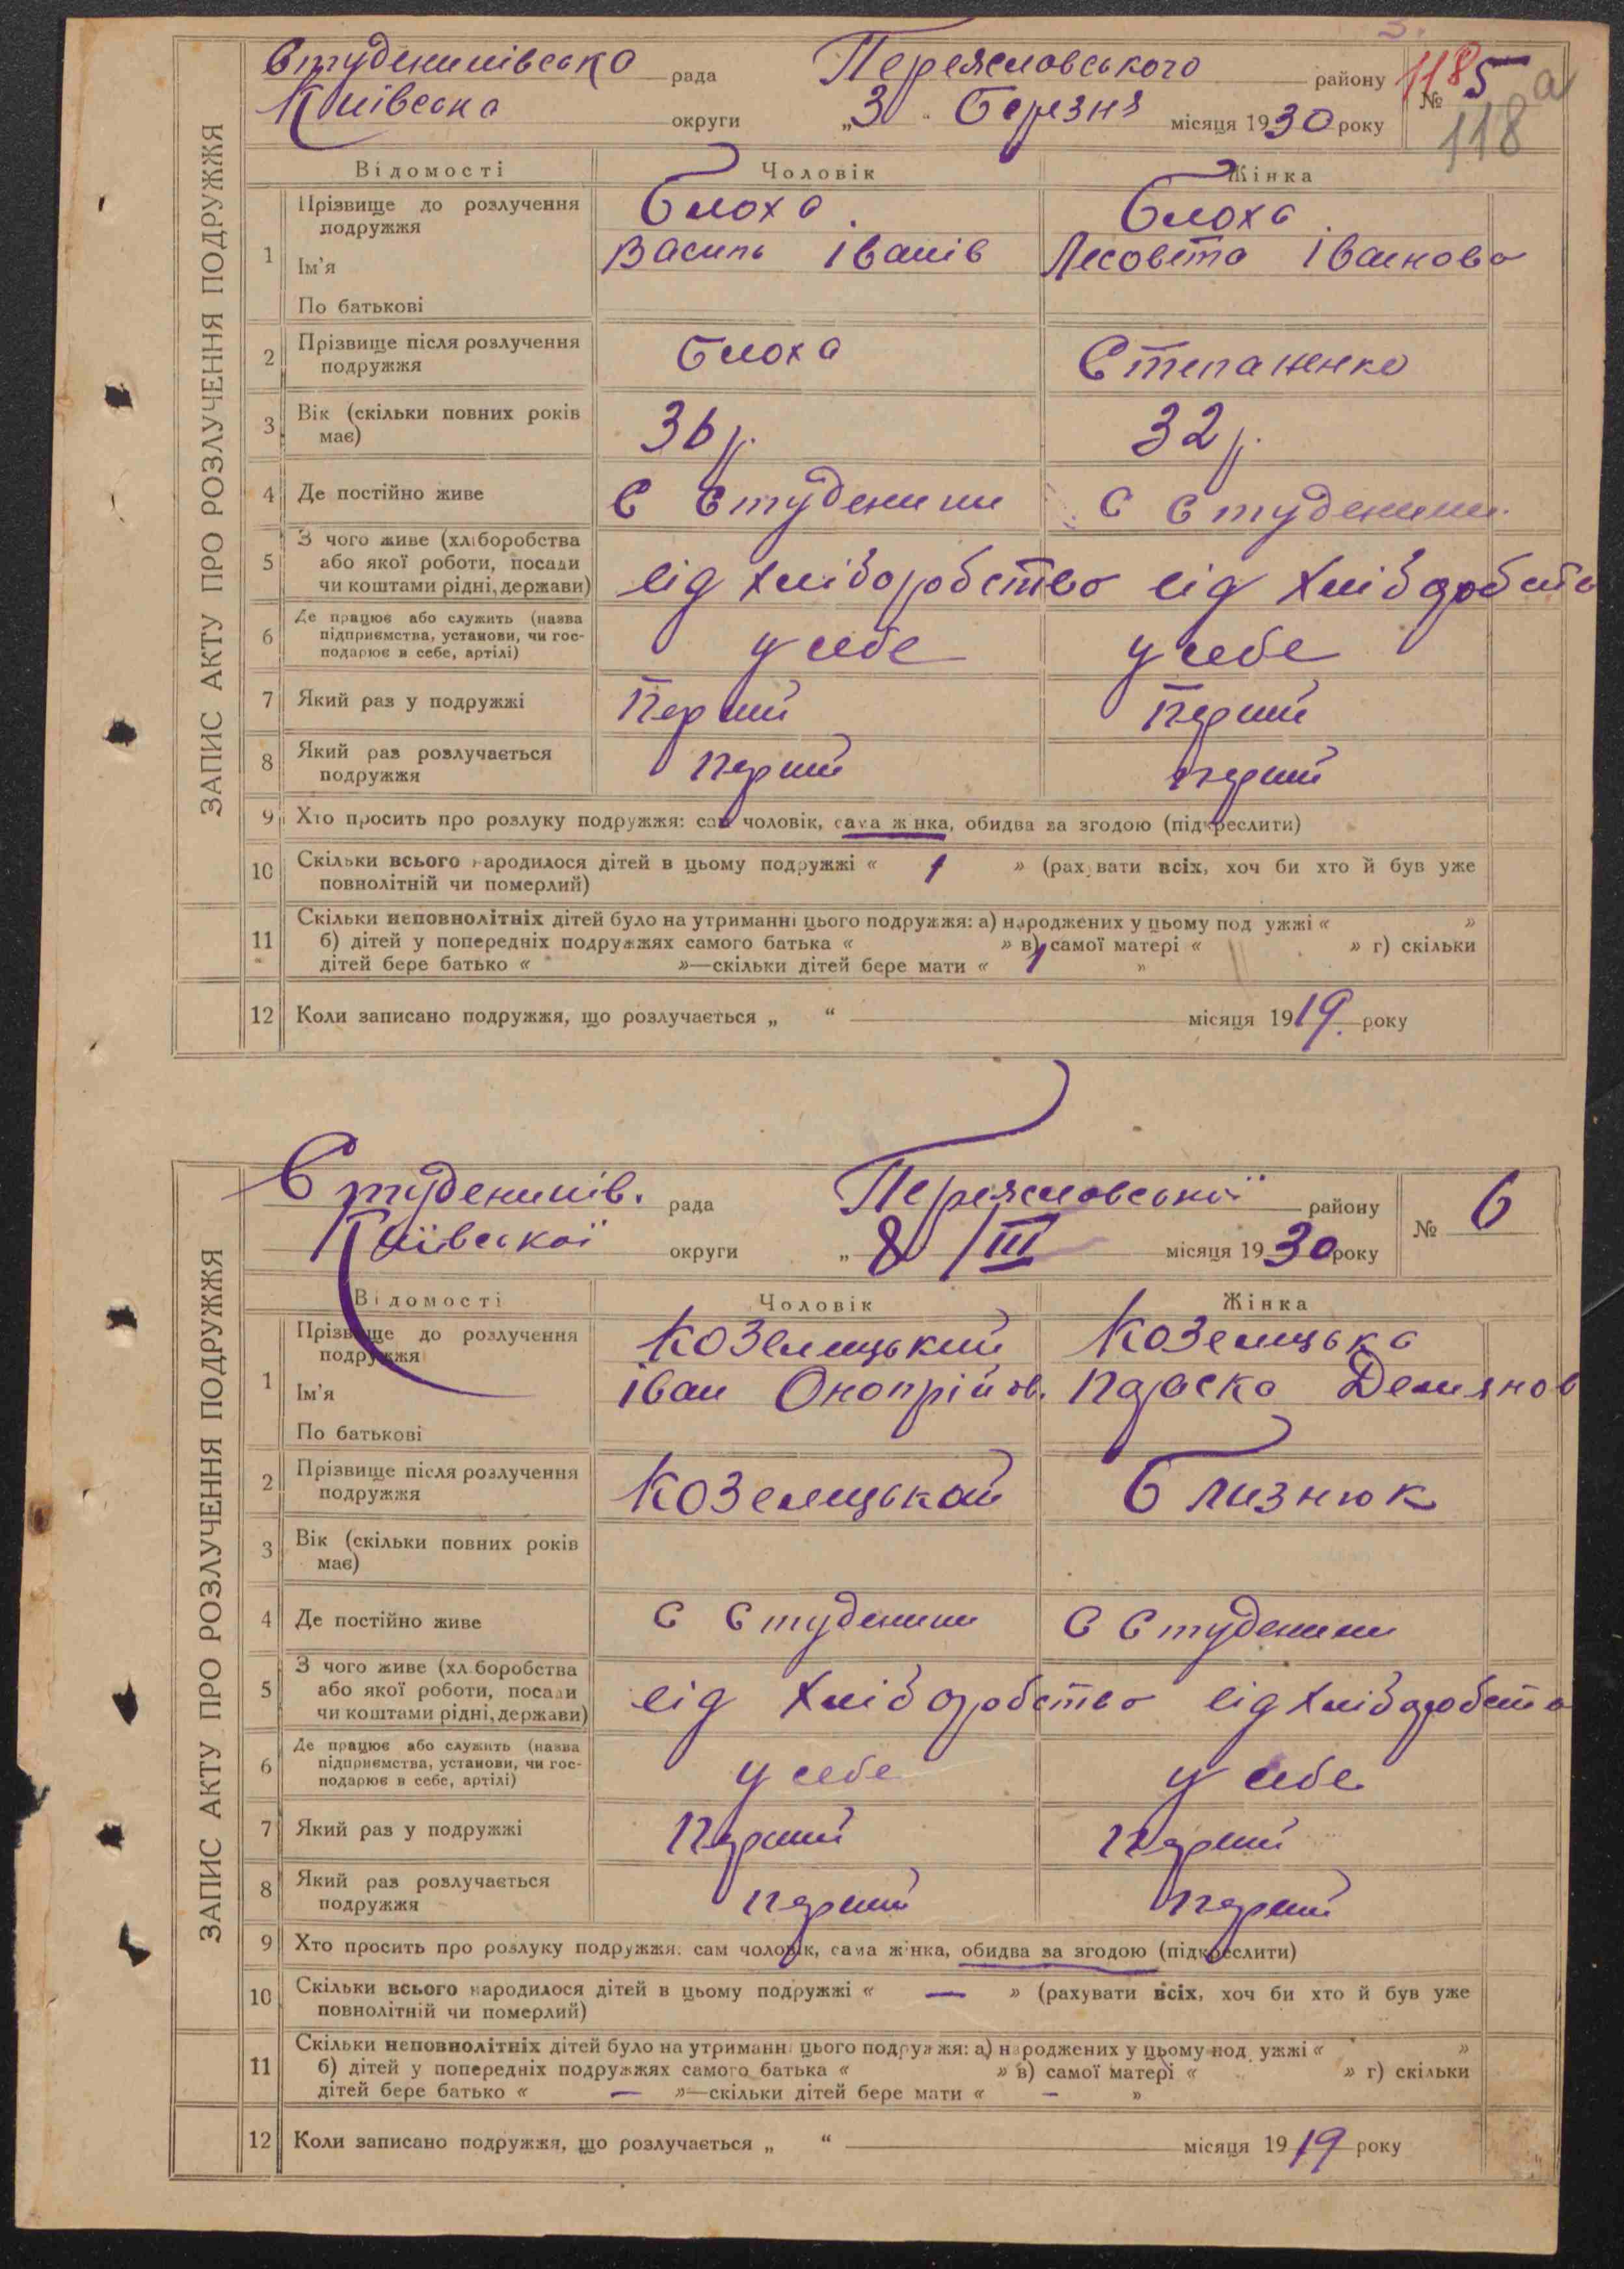 ЗАПИС АКТУ ПРО РОЗЛУЧЕННЯ ПОДРУЖЖЯ
Студениківська рада Переяславського району № 5
118 а
118
Київська округи „3" Березня місяця 1930 року
Відомості Чоловік Жінка
1 Прізвище до розлучення подружжя Блоха Блоха
Ім'я Василь Іванів Лесовета Іванова
По батькові
2 Прізвище після розлучення подружжя Блоха Степаненко
3 Вік (скільки повних років має) 36 р. 32 р.
4 Де постійно живе С Студеники С Студеники
5 З чого живе (хліборобства або якої роботи, посади чи коштами рідні, держави) від хліборобство від хліборобств
6 Де працює або служить (назва підприємства, установи, чи господарює в себе, артілі) у себе у себе
7 Який раз у подружжі Перший Перший
8 Який раз розлучається подружжя перший перший
9 Хто просить про розлуку подружжя: сам чоловік, сама жінка, обидва за згодою (підкреслити)
10 Скільки всього народилося дітей в цьому подружжі « 1 » (рахувати всіх, хоч би хто й був уже
повнолітній чи померлий)
11 Скільки неповнолітніх дітей було на утриманні цього подружжя: а) народжених у цьому подружжі « »
б) дітей у попередніх подружжях самого батька « » в) самої матері « » г) скільки
дітей бере батько « »—скільки дітей бере мати « 1 »
12 Коли записано подружжя, що розлучається „ “ місяця 1919 року
ЗАПИС АКТУ ПРО РОЗЛУЧЕННЯ ПОДРУЖЖЯ
Студеників. рада Переяславської району № 6
Київської округи „ 8 / III місяця 1930 року
Відомості Чоловік Жінка
1 Прізвище до розлучення подружжя Козелицький Козелицька
Ім'я Іван Онопрійов. Параска Демянов
По батькові
2 Прізвище після розлучення подружжя Козелицький Близнюк
3 Вік (скільки повних років має)
4 Де постійно живе С Студеники С Студеники
5 З чого живе (хліборобства або якої роботи, посади чи коштами рідні, держави) від хліборобство від хліборобств
6 Де працює або служить (назва підприємства, установи, чи господарює в себе, артілі) у себе у себе
7 Який раз у подружжі Перший Перший
8 Який раз розлучається подружжя перший перший
9 Хто просить про розлуку подружжя: сам чоловік, сама жінка, обидва за згодою (підкреслити)
10 Скільки всього народилося дітей в цьому подружжі « — » (рахувати всіх, хоч би хто й був уже
повнолітній чи померлий)
11 Скільки неповнолітніх дітей було на утриманні цього подружжя: а) народжених у цьому подружжі « »
б) дітей у попередніх подружжях самого батька « » в) самої матері « » г) скільки
дітей бере батько « — »—скільки дітей бере мати « — »
12 Коли записано подружжя, що розлучається „ “ місяця 1919 року